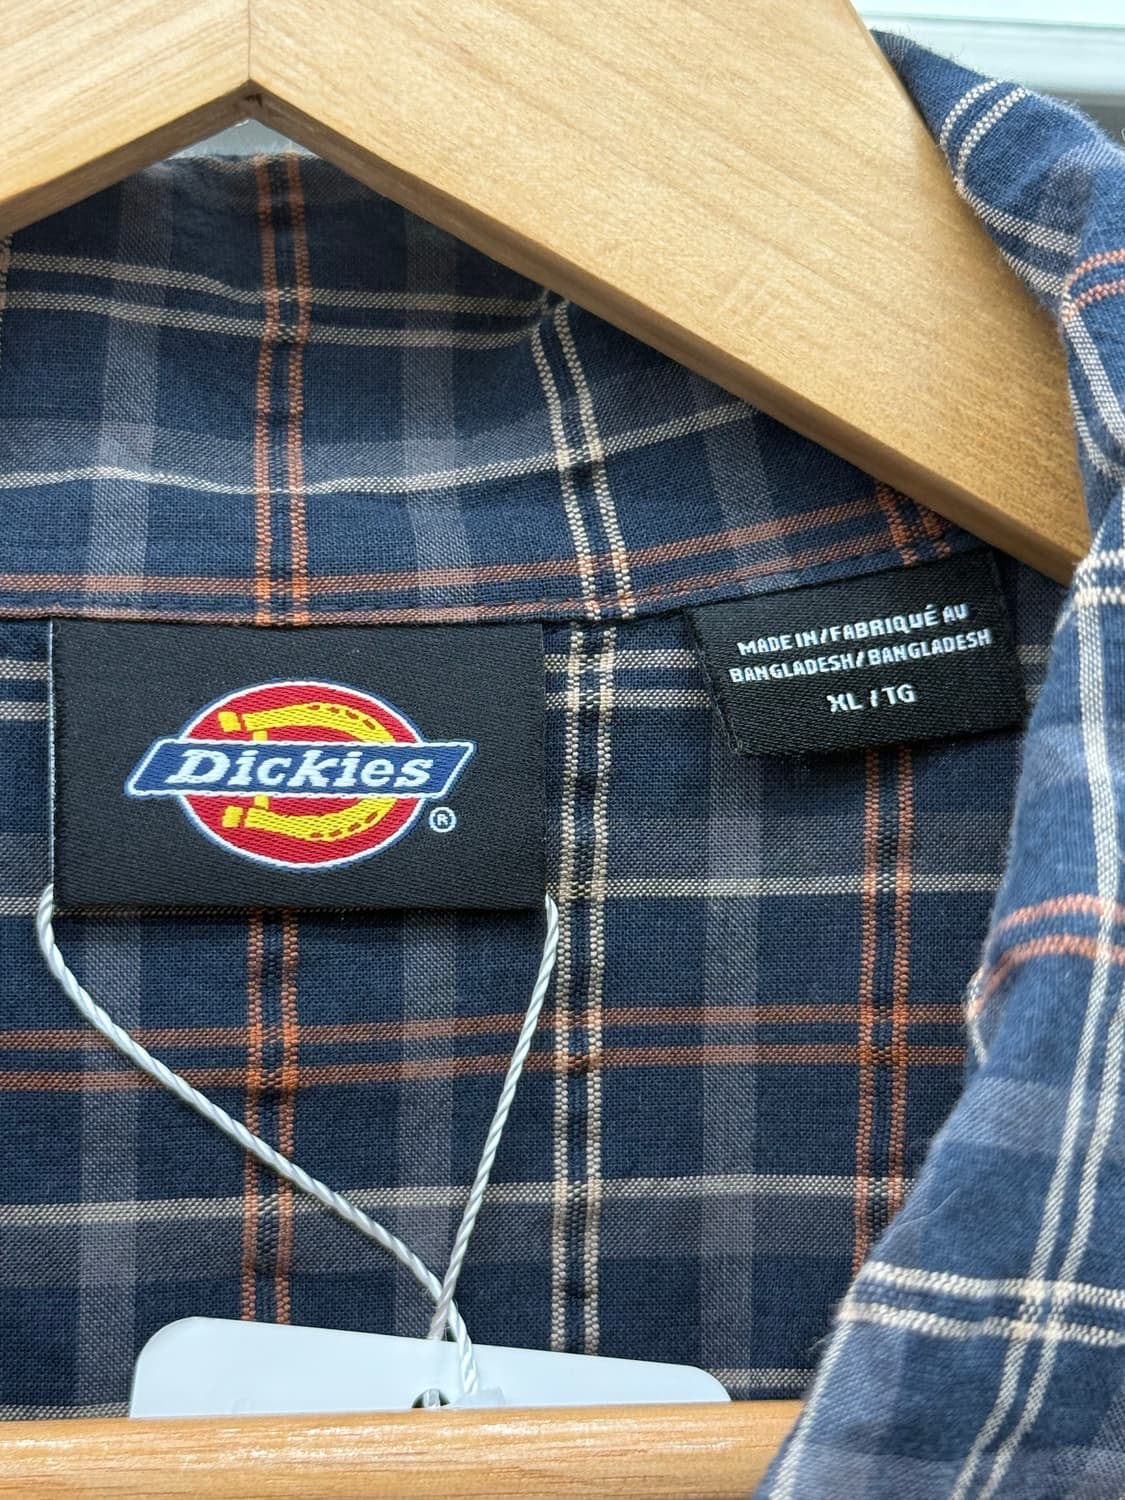 Dickies
®
MADE IN/FABRIQUÉ AU
BANGLADESH/BANGLADESH
XL / TG